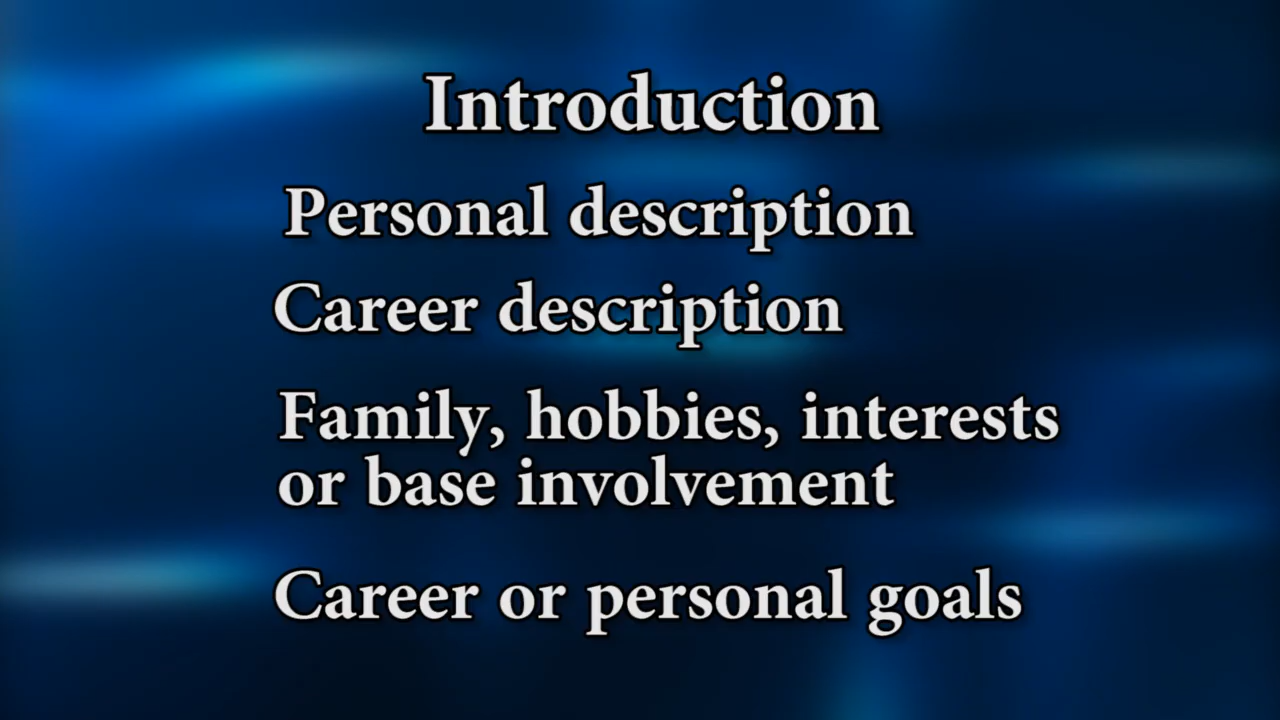 Introduction
Personal description
Career description
Family, hobbies, interests
or base involvement
Career or personal goals